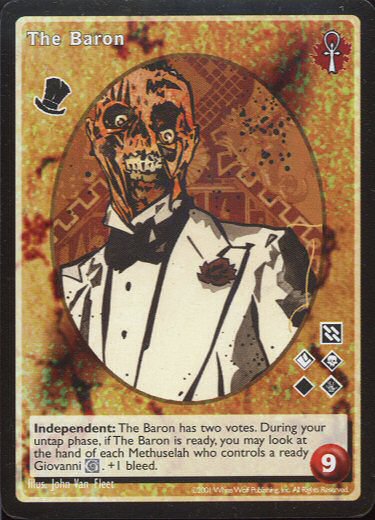 The Baron
Independent: The Baron has two votes. During your
untap phase, if The Baron is ready, you may look at
the hand of each Methuselah who controls a ready
Giovanni . +1 bleed.
9
Illus. John Van Fleet
©2001 White Wolf Publishing, Inc. All Rights Reserved.